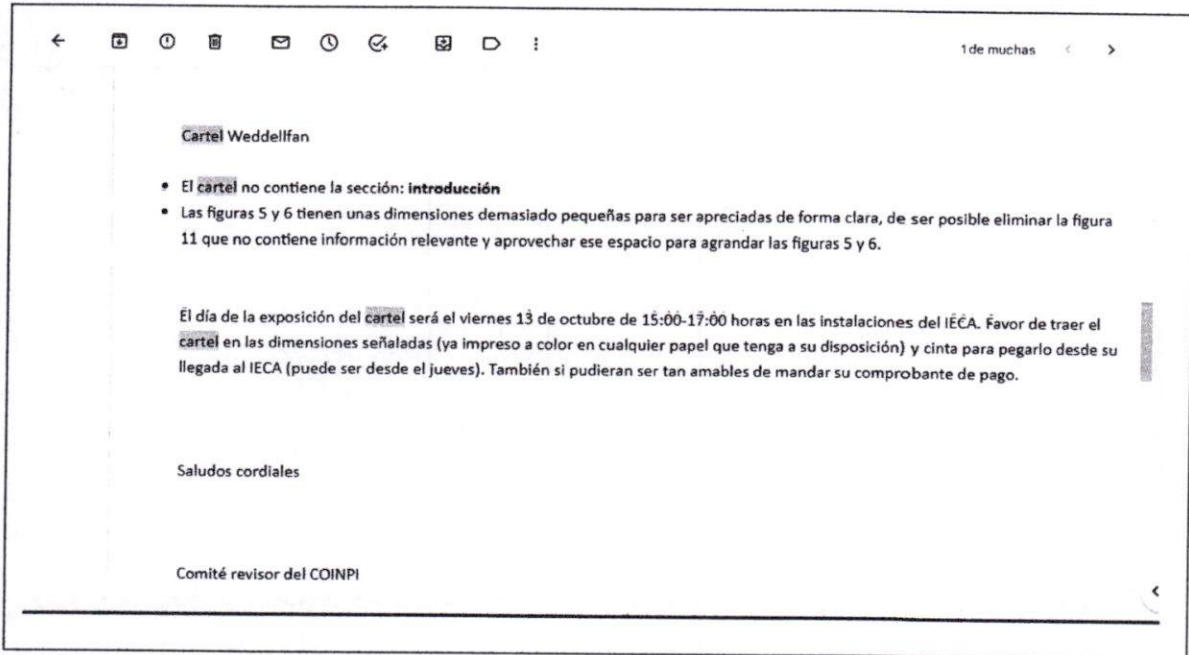 1 de muchas
Cartel Weddellfan
• El cartel no contiene la sección: introducción
• Las figuras 5 y 6 tienen unas dimensiones demasiado pequeñas para ser apreciadas de forma clara, de ser posible eliminar la figura
11 que no contiene información relevante y aprovechar ese espacio para agrandar las figuras 5 y 6.
El día de la exposición del cartel será el viernes 13 de octubre de 15:00-17:00 horas en las instalaciones del IECA. Favor de traer el
cartel en las dimensiones señaladas (ya impreso a color en cualquier papel que tenga a su disposición) y cinta para pegarlo desde su
llegada al IECA (puede ser desde el jueves). También si pudieran ser tan amables de mandar su comprobante de pago.
Saludos cordiales
Comité revisor del COINPI